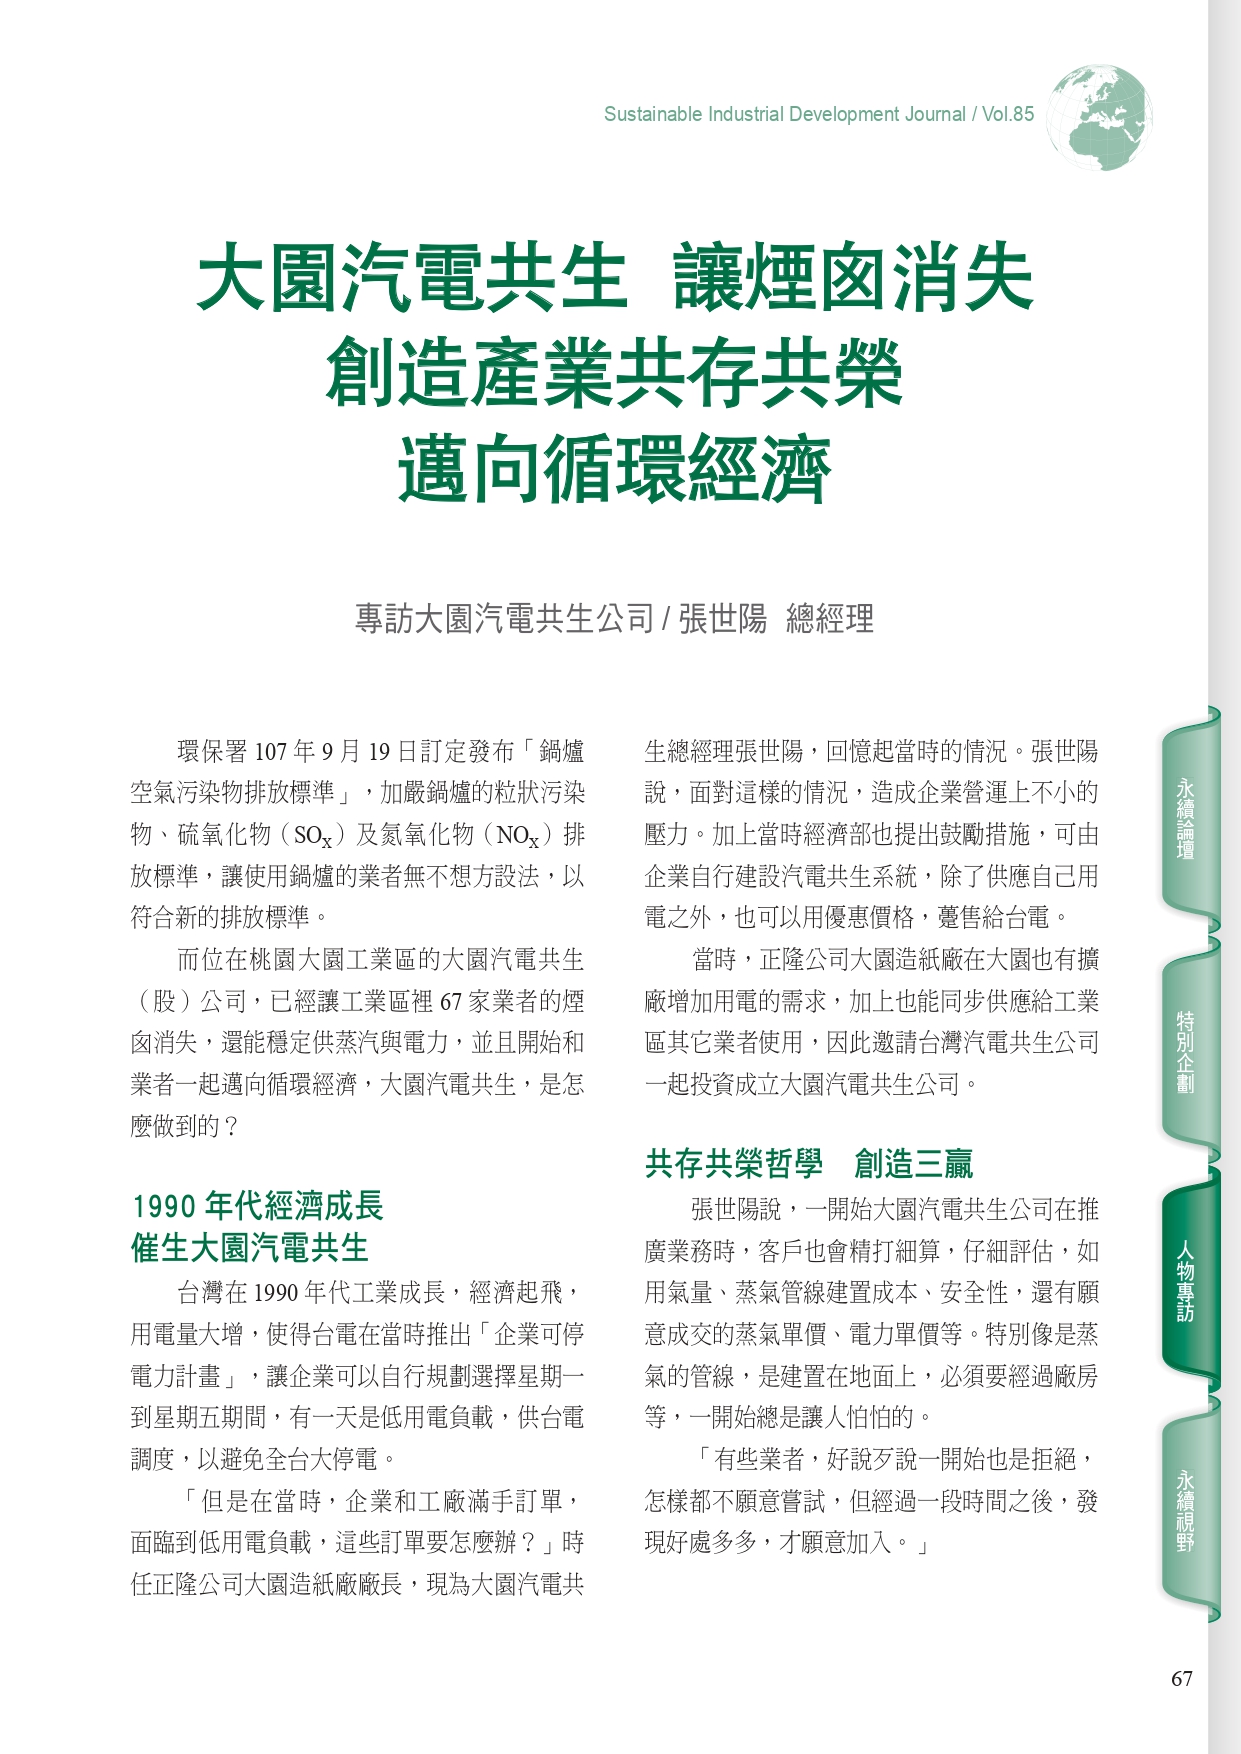 Sustainable Industrial Development Journal / Vol.85
大園汽電共生 讓煙囪消失
創造產業共存共榮
邁向循環經濟
專訪大園汽電共生公司 / 張世陽 總經理
環保署 107 年 9 月 19 日訂定發布「鍋爐
空氣污染物排放標準」，加嚴鍋爐的粒狀污染
物、硫氧化物（SOX）及氮氧化物（NOX）排
放標準，讓使用鍋爐的業者無不想方設法，以
符合新的排放標準。
而位在桃園大園工業區的大園汽電共生
（股）公司，已經讓工業區裡 67 家業者的煙
囪消失，還能穩定供蒸汽與電力，並且開始和
業者一起邁向循環經濟，大園汽電共生，是怎
麼做到的？
1990 年代經濟成長
催生大園汽電共生
台灣在 1990 年代工業成長，經濟起飛，
用電量大增，使得台電在當時推出「企業可停
電力計畫」，讓企業可以自行規劃選擇星期一
到星期五期間，有一天是低用電負載，供台電
調度，以避免全台大停電。
「但是在當時，企業和工廠滿手訂單，
面臨到低用電負載，這些訂單要怎麼辦？」時
任正隆公司大園造紙廠廠長，現為大園汽電共
生總經理張世陽，回憶起當時的情況。張世陽
說，面對這樣的情況，造成企業營運上不小的
壓力。加上當時經濟部也提出鼓勵措施，可由
企業自行建設汽電共生系統，除了供應自己用
電之外，也可以用優惠價格，躉售給台電。
當時，正隆公司大園造紙廠在大園也有擴
廠增加用電的需求，加上也能同步供應給工業
區其它業者使用，因此邀請台灣汽電共生公司
一起投資成立大園汽電共生公司。
共存共榮哲學 創造三贏
張世陽說，一開始大園汽電共生公司在推
廣業務時，客戶也會精打細算，仔細評估，如
用氣量、蒸氣管線建置成本、安全性，還有願
意成交的蒸氣單價、電力單價等。特別像是蒸
氣的管線，是建置在地面上，必須要經過廠房
等，一開始總是讓人怕怕的。
「有些業者，好說歹說一開始也是拒絕，
怎樣都不願意嘗試，但經過一段時間之後，發
現好處多多，才願意加入。」
永續論壇
特別企劃
人物專訪
永續視野
67